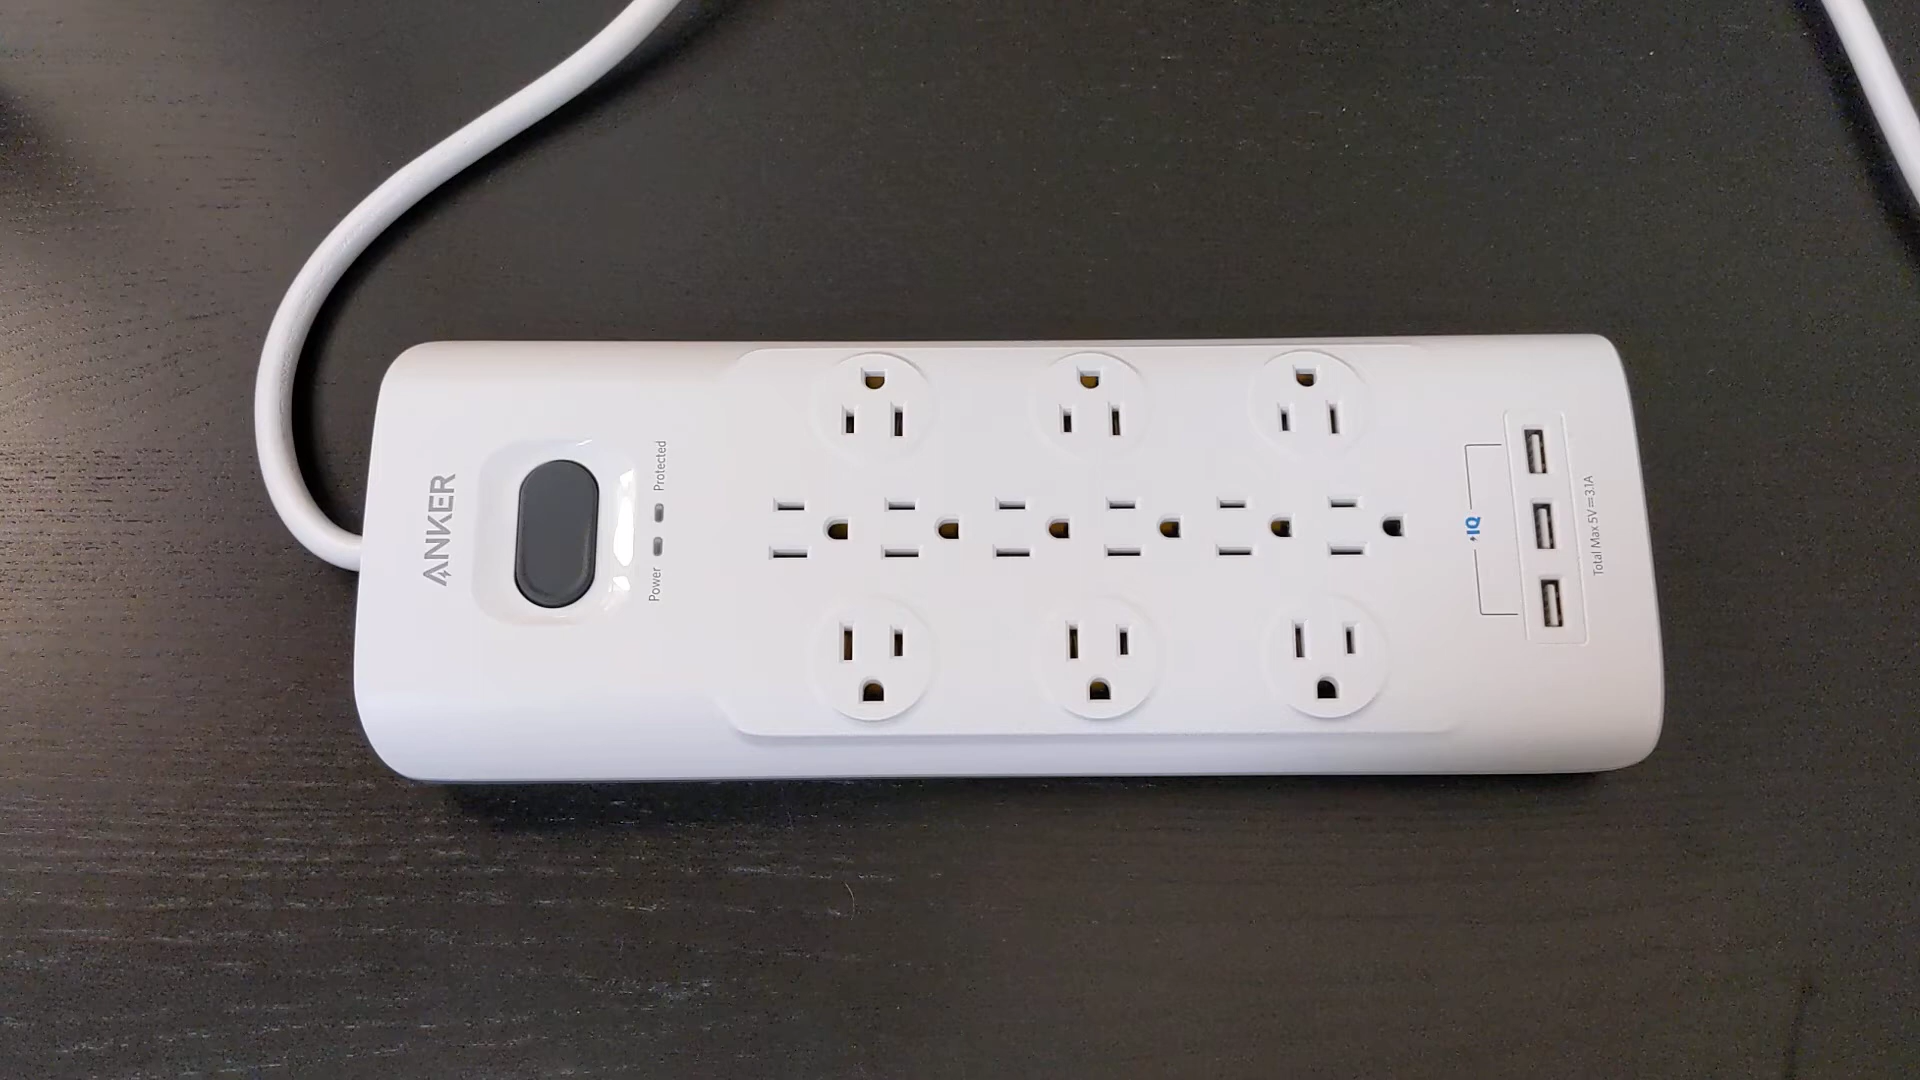 ANKER
Power
Protected
IQ
Total Max 5V⎓3.1A